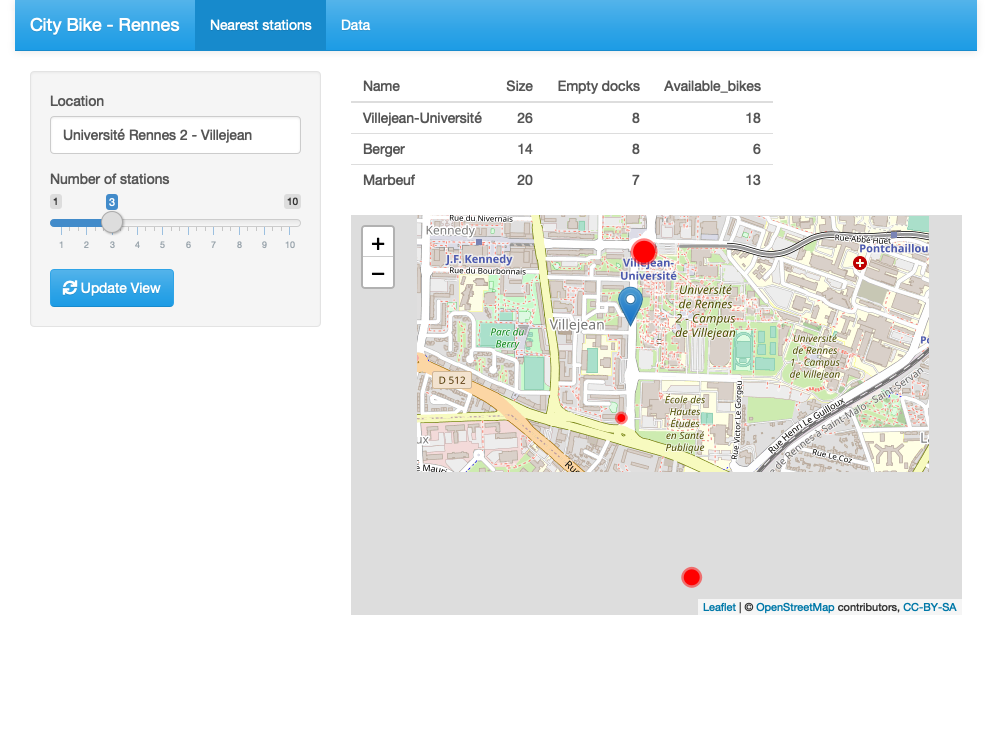 City Bike - Rennes Nearest stations Data
Location
Université Rennes 2 - Villejean
Number of stations
1 3 10
1 2 3 4 5 6 7 8 9 10
Update View
Name Size Empty docks Available_bikes
Villejean-Université 26 8 18
Berger 14 8 6
Marbeuf 20 7 13
+
−
Rue du Nivernais
Kennedy
J.F. Kennedy
Rue du Bourbonnais
Villejean-
Université
Rue Abbé Huet
Pontchaillou
Université
de Rennes
2 - Campus
de Villejean
Villejean
Parc du
Berry
Université
de Rennes
1 - Campus
de Villejean
D 512
École des
Hautes
Études
en Santé
Publique
Rue Victor Le Gorgeu
Rue Henri Le Guilloux
de Rennes à Saint-Malo - Saint-Servan
Rue Le Coz
Rue
Leaflet | © OpenStreetMap contributors, CC-BY-SA